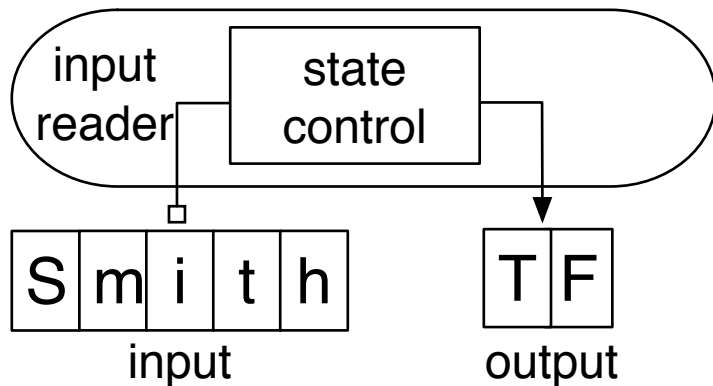 input
reader
state
control
S m i t h
T F
input
output